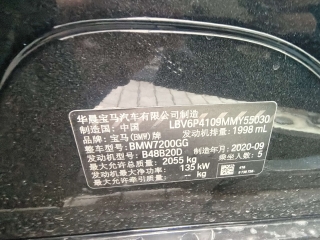 华晨宝马汽车有限公司制造
制造国：中国 LBV6P4109MMY55030
品牌：宝马(BMW)牌 发动机排量：1998 mL
整车型号：BMW7200GG
发动机型号：B48B20D 制造年月：2020-09
最大允许总质量：2055 kg 乘坐人数：5
发动机最大净功率：135 kW
最大允许牵引质量：-- kg